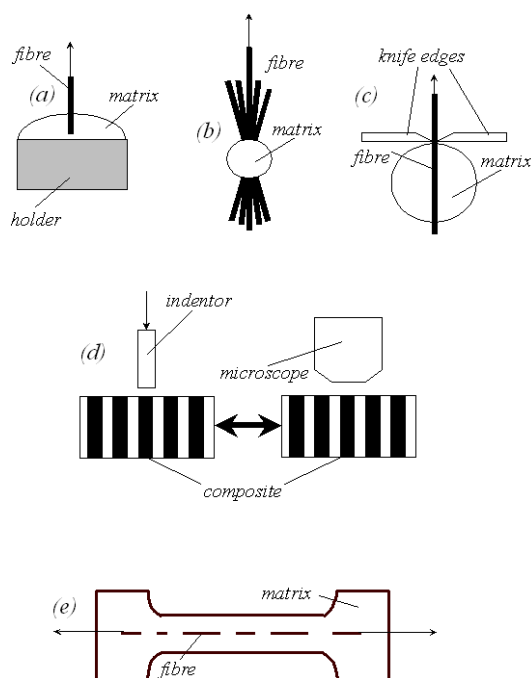 fibre
(a)
matrix
holder
fibre
(b)
matrix
knife edges
(c)
fibre
matrix
indentor
(d)
microscope
composite
(e)
matrix
fibre